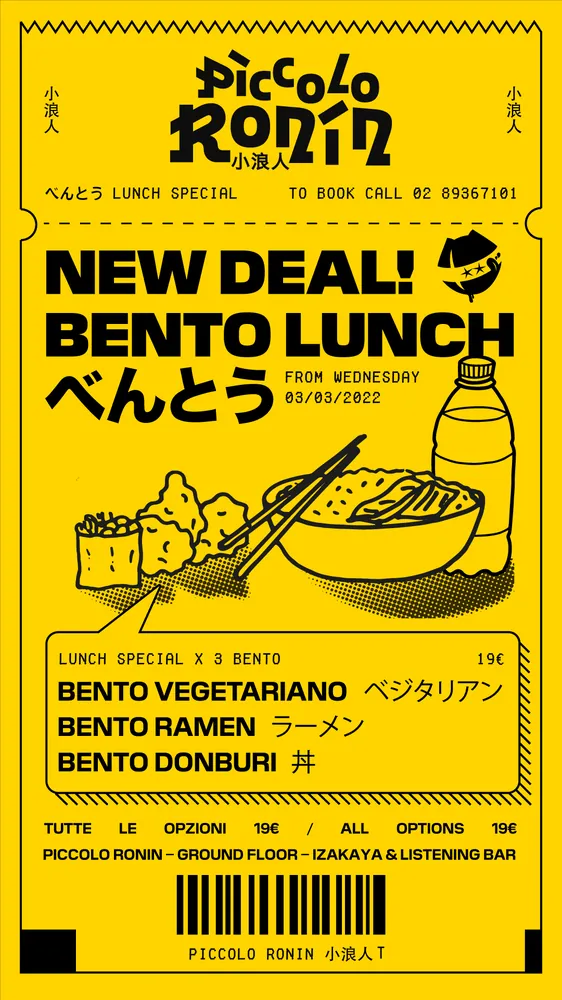 Piccolo
小浪人
小浪人
Ronin
小浪人
べんとう LUNCH SPECIAL TO BOOK CALL 02 89367101
NEW DEAL!
BENTO LUNCH
べんとう
FROM WEDNESDAY
03/03/2022
LUNCH SPECIAL X 3 BENTO 19€
BENTO VEGETARIANO ベジタリアン
BENTO RAMEN ラーメン
BENTO DONBURI 丼
TUTTE LE OPZIONI 19€ / ALL OPTIONS 19€
PICCOLO RONIN – GROUND FLOOR – IZAKAYA & LISTENING BAR
PICCOLO RONIN 小浪人T